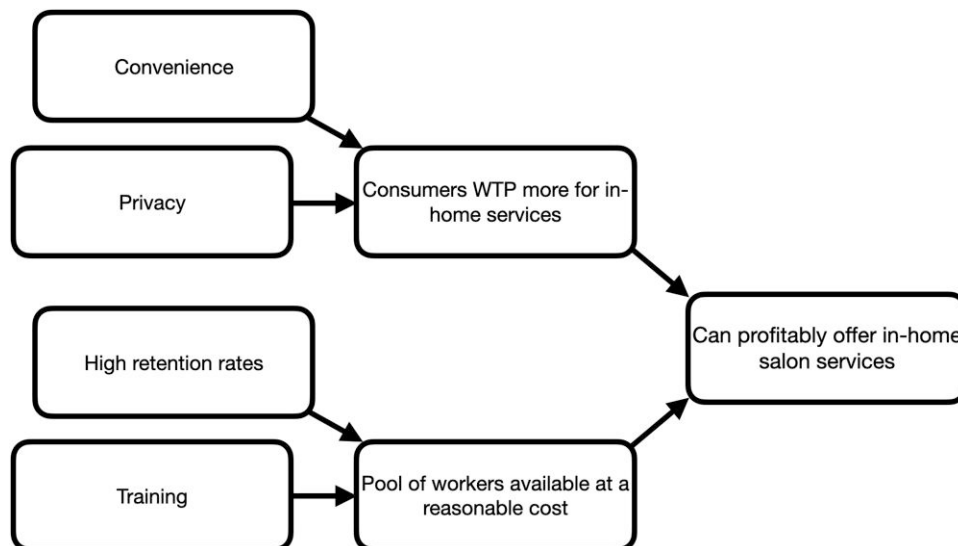 Convenience
Privacy
Consumers WTP more for in-
home services
High retention rates
Training
Pool of workers available at a
reasonable cost
Can profitably offer in-home
salon services